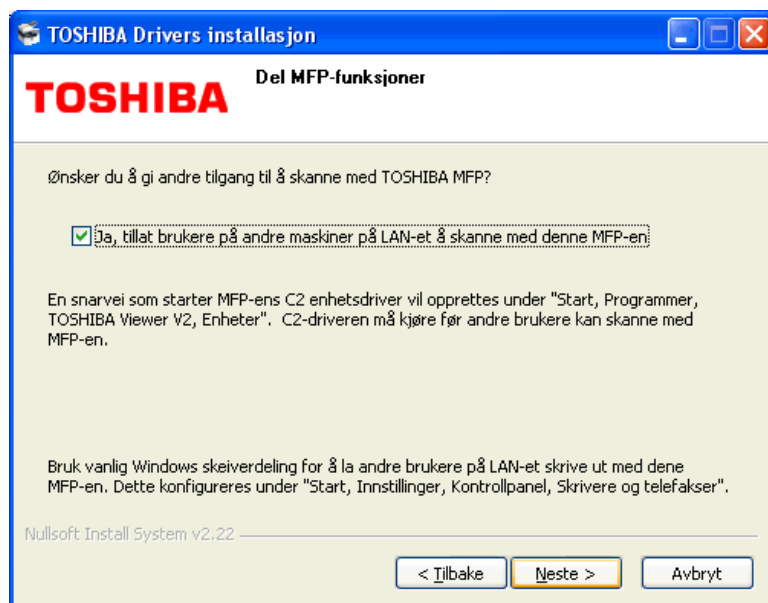 TOSHIBA Drivers installasjon
TOSHIBA
Del MFP-funksjoner
Ønsker du å gi andre tilgang til å skanne med TOSHIBA MFP?
Ja, tillat brukere på andre maskiner på LAN-et å skanne med denne MFP-en
En snarvei som starter MFP-ens C2 enhetsdriver vil opprettes under "Start, Programmer,
TOSHIBA Viewer V2, Enheter". C2-driveren må kjøre før andre brukere kan skanne med
MFP-en.
Bruk vanlig Windows skeiverdeling for å la andre brukere på LAN-et skrive ut med dene
MFP-en. Dette konfigureres under "Start, Innstillinger, Kontrollpanel, Skrivere og telefakser".
Nullsoft Install System v2.22
< Tilbake
Neste >
Avbryt